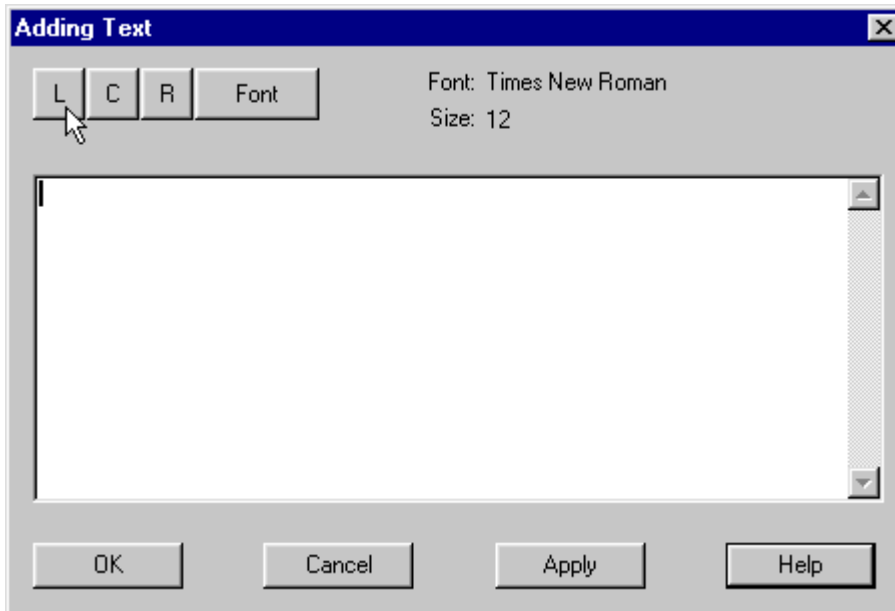 Adding Text
L C R Font
Font: Times New Roman
Size: 12
OK Cancel Apply Help